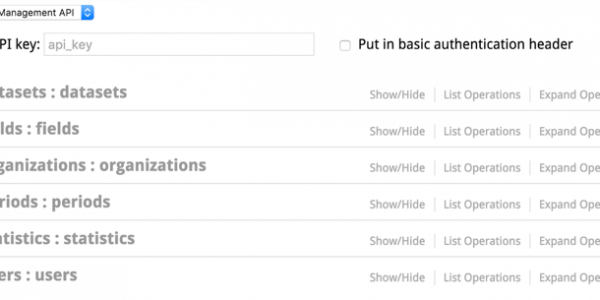 Management API
PI key: api_key Put in basic authentication header
tasets : datasets Show/Hide List Operations Expand Ope
lds : fields Show/Hide List Operations Expand Ope
ganizations : organizations Show/Hide List Operations Expand Ope
riods : periods Show/Hide List Operations Expand Ope
atistics : statistics Show/Hide List Operations Expand Ope
ers : users Show/Hide List Operations Expand Ope